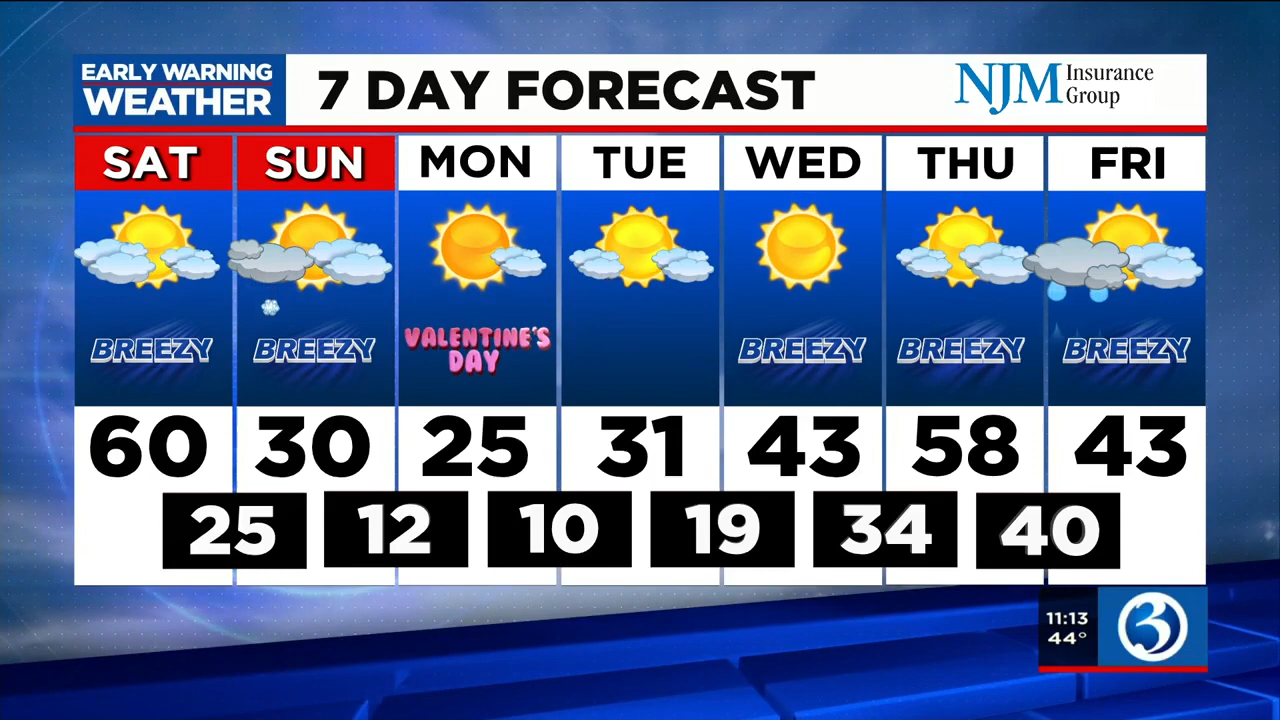 EARLY WARNING
WEATHER
7 DAY FORECAST
NJM Insurance
Group
SAT SUN MON TUE WED THU FRI
BREEZY BREEZY VALENTINE'S DAY BREEZY BREEZY BREEZY
60 30 25 31 43 58 43
25 12 10 19 34 40
11:13
44°
3